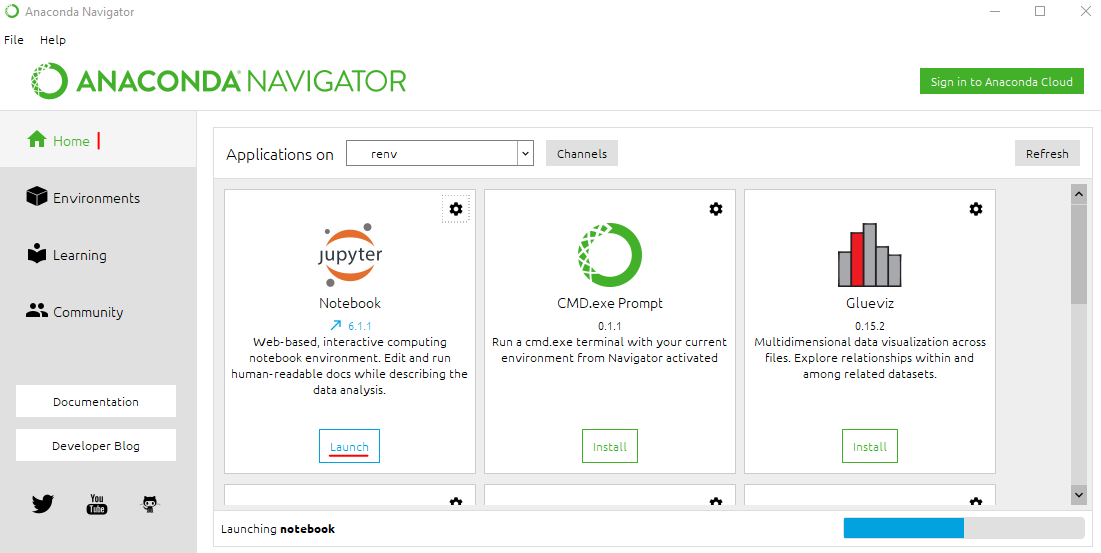 Anaconda Navigator
File Help
ANACONDA NAVIGATOR
Sign in to Anaconda Cloud
Home
Environments
Learning
Community
Documentation
Developer Blog
You
Tube
Applications on renv Channels Refresh
jupyter
Notebook
6.1.1
Web-based, interactive computing
notebook environment. Edit and run
human-readable docs while describing the
data analysis.
Launch
CMD.exe Prompt
0.1.1
Run a cmd.exe terminal with your current
environment from Navigator activated
Install
Glueviz
0.15.2
Multidimensional data visualization across
files. Explore relationships within and
among related datasets.
Install
Launching notebook